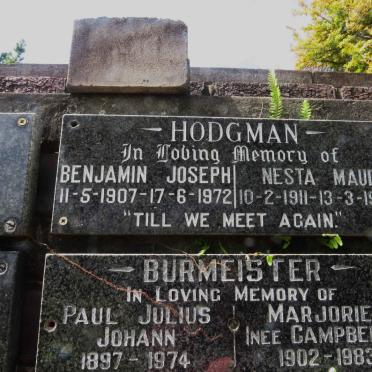 HODGMAN
In Loving Memory of
BENJAMIN JOSEPH NESTA MAUD
11-5-1907-17-6-1972 10-2-1911-13-3-19
"TILL WE MEET AGAIN"
BURMEISTER
IN LOVING MEMORY OF
PAUL JULIUS MARJORIE
JOHANN (NEE CAMPBE
1897 - 1974 1902-1983